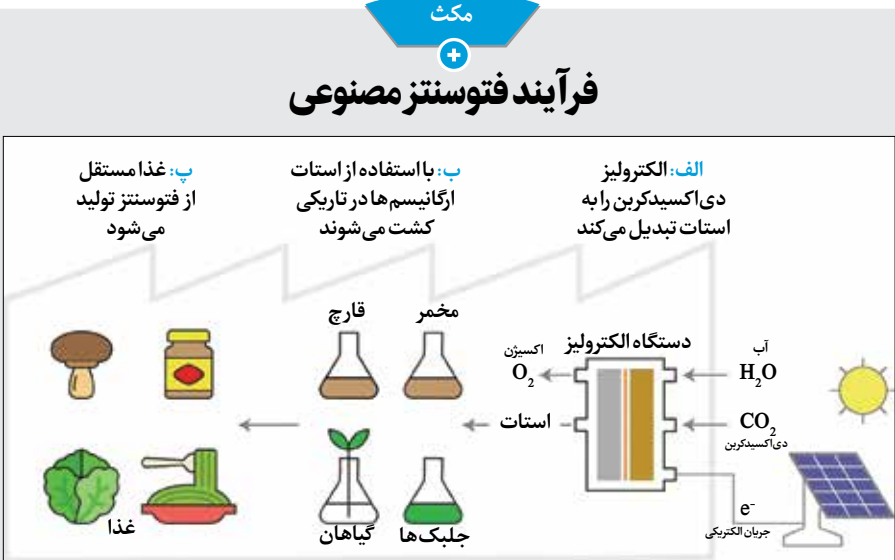 مکث
فرآیند فتوسنتز مصنوعی
الف: الکترولیز
دی‌اکسیدکربن را به
استات تبدیل می‌کند
ب: با استفاده از استات
ارگانیسم‌ها در تاریکی
کشت می‌شوند
پ: غذا مستقل
از فتوسنتز تولید
می‌شود
آب
H₂O
CO₂
دی‌اکسیدکربن
e⁻
جریان الکتریکی
دستگاه الکترولیز
اکسیژن
O₂
استات
مخمر
قارچ
جلبک‌ها
گیاهان
غذا